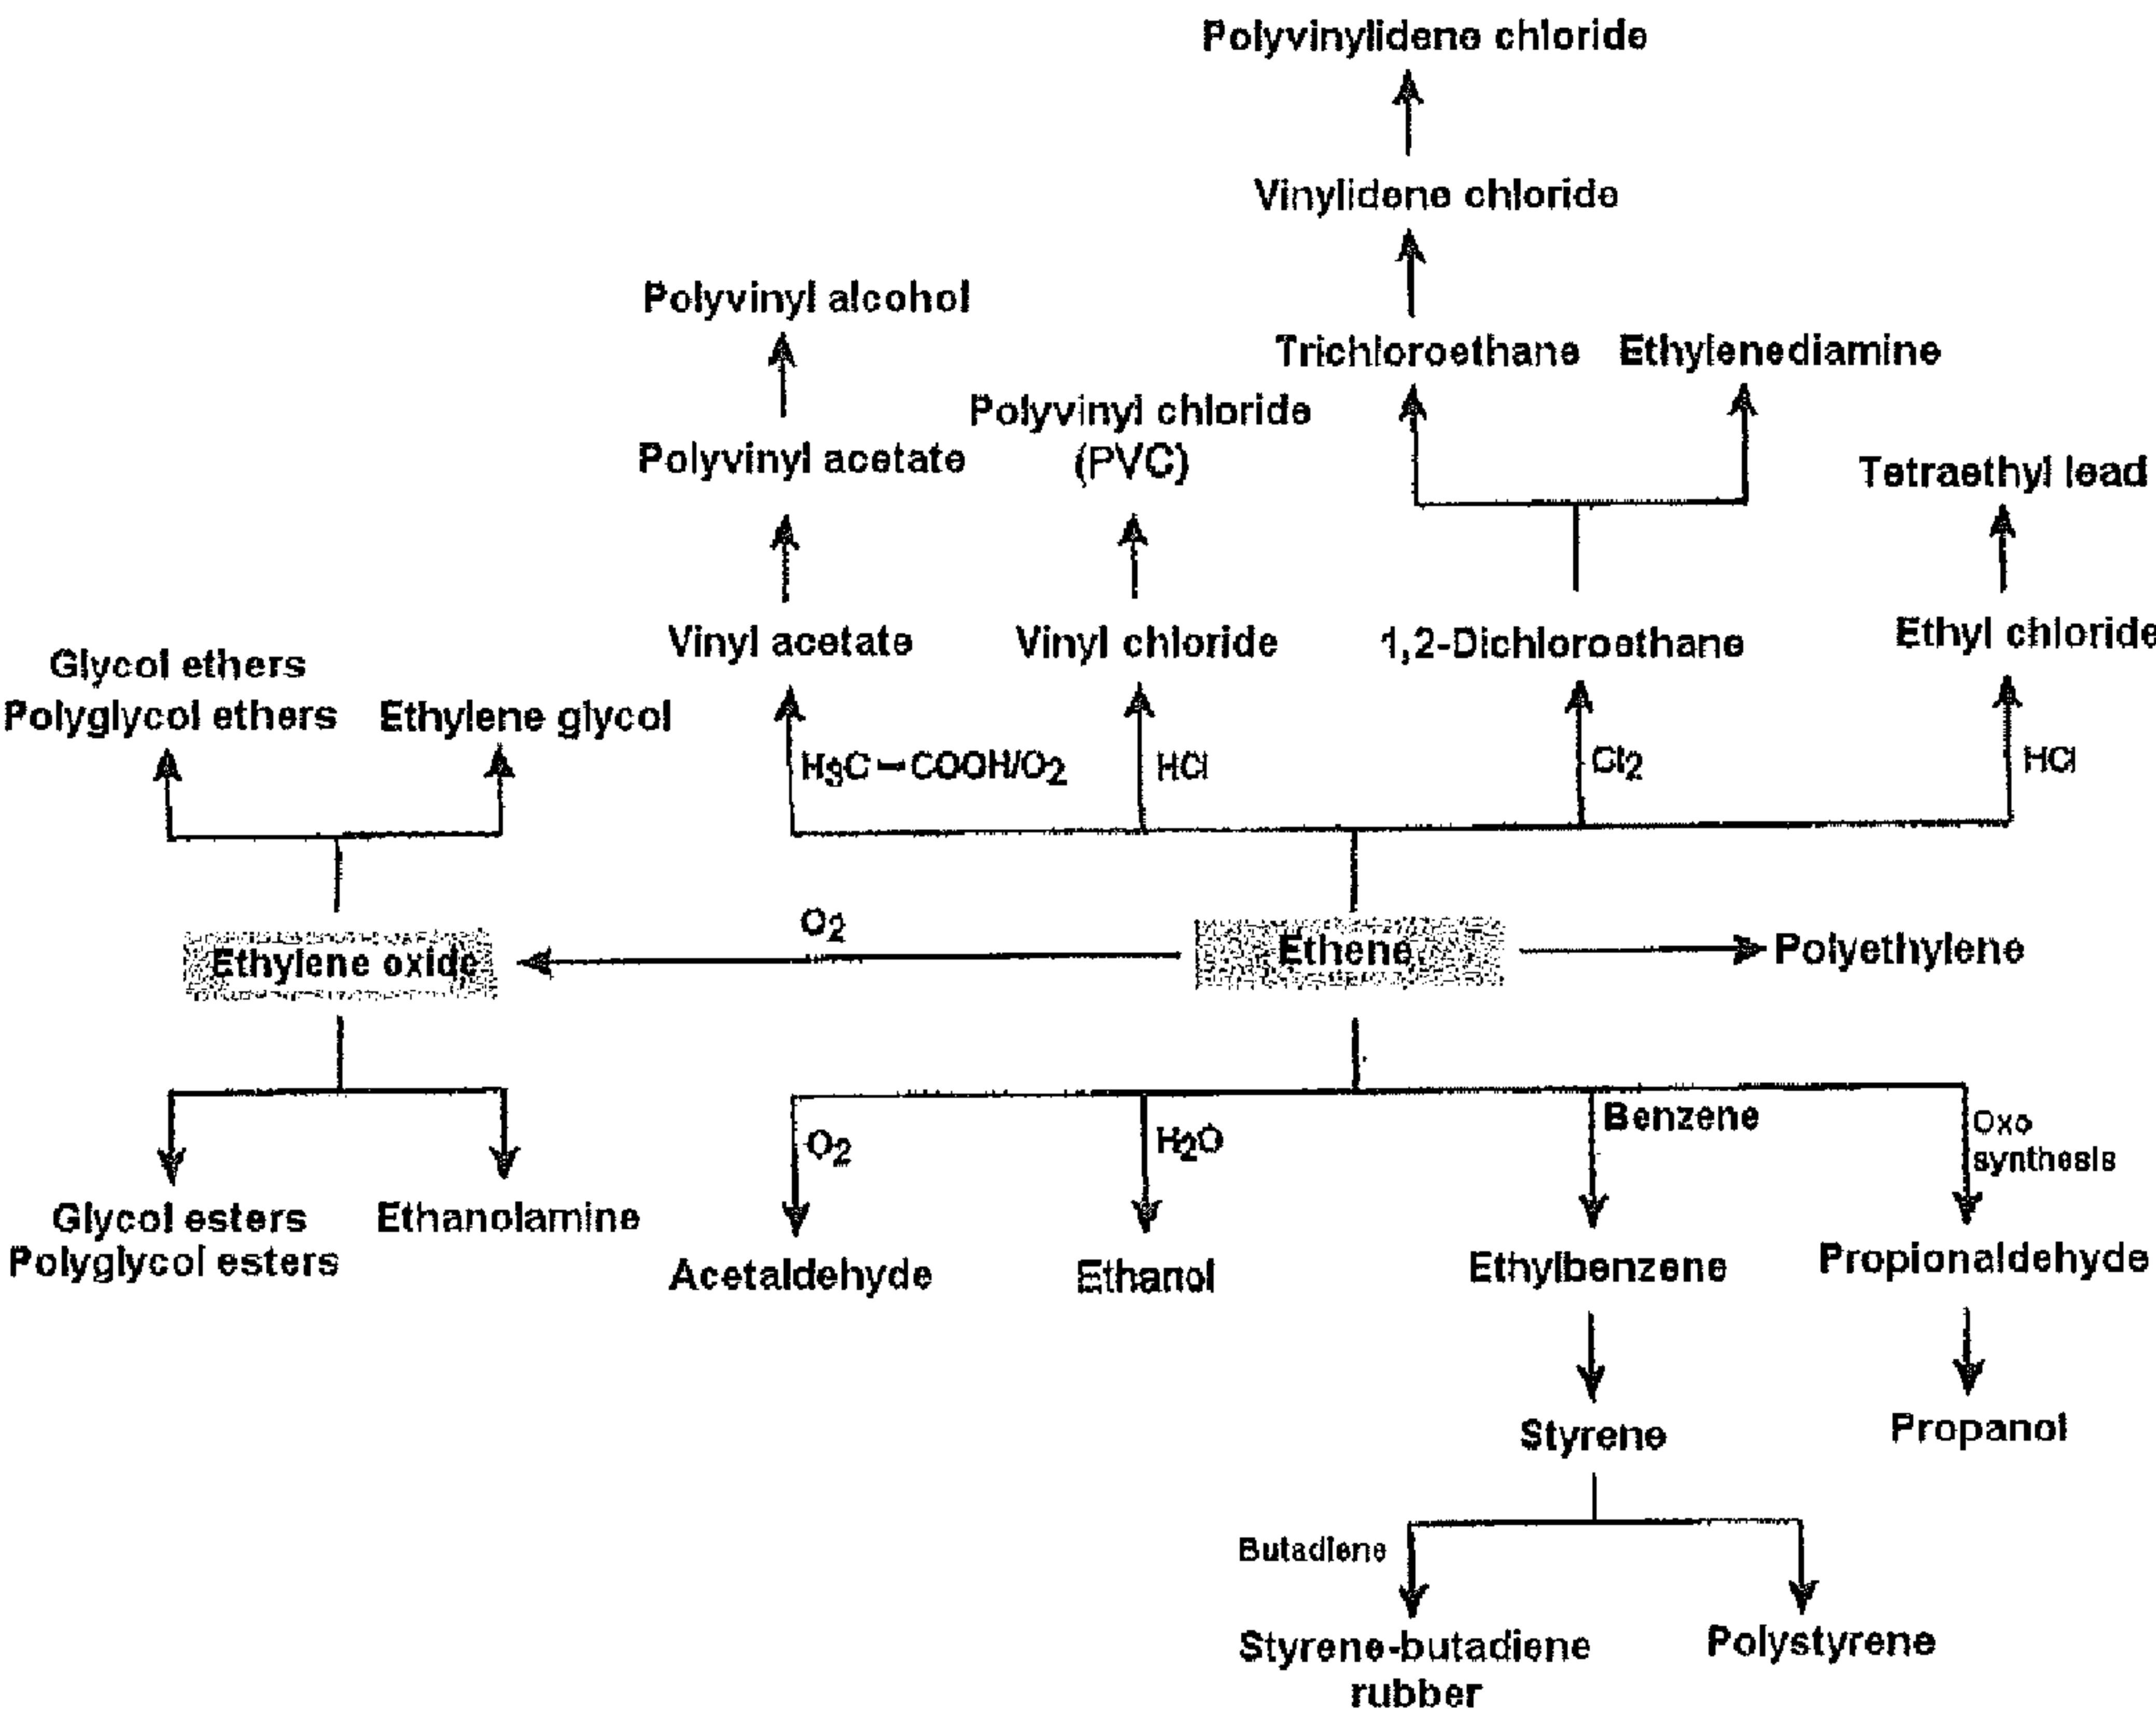 Polyvinylidene chloride
Vinylidene chloride
Polyvinyl alcohol
Trichloroethane Ethylenediamine
Polyvinyl chloride
(PVC)
Polyvinyl acetate
Tetraethyl lead
Vinyl acetate Vinyl chloride 1,2-Dichloroethane Ethyl chloride
Glycol ethers
Polyglycol ethers Ethylene glycol
H3C-COOH/O2 HCl Cl2 HCl
O2
Ethylene oxide Ethene Polyethylene
O2 H2O Benzene Oxo
synthesis
Glycol esters
Polyglycol esters
Ethanolamine
Acetaldehyde Ethanol Ethylbenzene Propionaldehyde
Styrene Propanol
Butadiene
Styrene-butadiene
rubber
Polystyrene